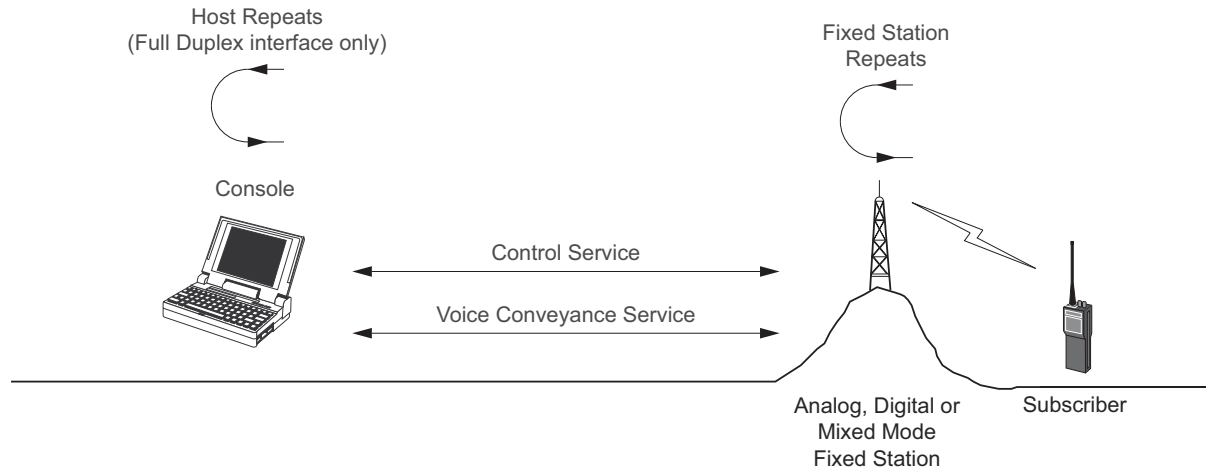 Host Repeats
(Full Duplex interface only)
Fixed Station
Repeats
Console
Control Service
Voice Conveyance Service
Analog, Digital or
Mixed Mode
Fixed Station
Subscriber